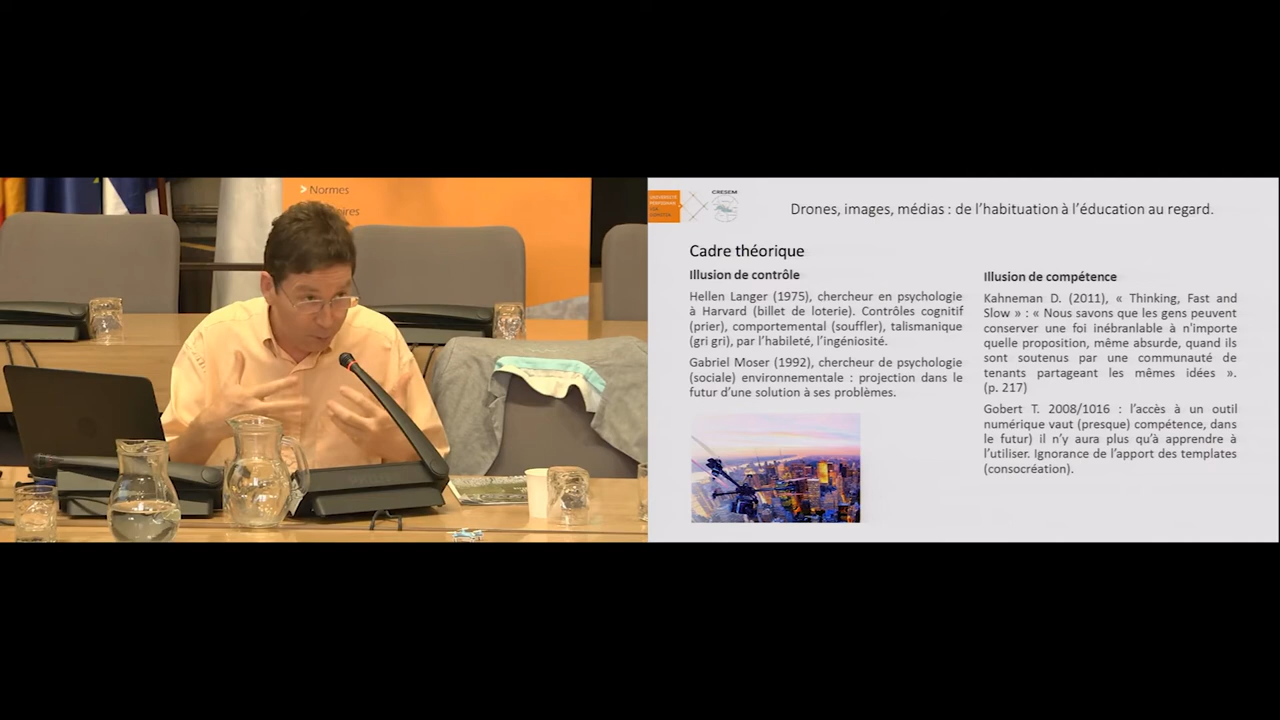 Normes
CRESEM
UNIVERSITÉ
Drones, images, médias : de l'habituation à l'éducation au regard.
Cadre théorique
Illusion de contrôle
Hellen Langer (1975), chercheur en psychologie
à Harvard (billet de loterie). Contrôles cognitif
(prier), comportemental (souffler), talismanique
(gri gri), par l'habileté, l'ingéniosité.
Gabriel Moser (1992), chercheur de psychologie
(sociale) environnementale : projection dans le
futur d'une solution à ses problèmes.
Illusion de compétence
Kahneman D. (2011), « Thinking, Fast and
Slow » : « Nous savons que les gens peuvent
conserver une foi inébranlable à n'importe
quelle proposition, même absurde, quand ils
sont soutenus par une communauté de
tenants partageant les mêmes idées ».
(p. 217)
Gobert T. 2008/1016 : l'accès à un outil
numérique vaut (presque) compétence, dans
le futur) il n'y aura plus qu'à apprendre à
l'utiliser. Ignorance de l'apport des templates
(consocréation).